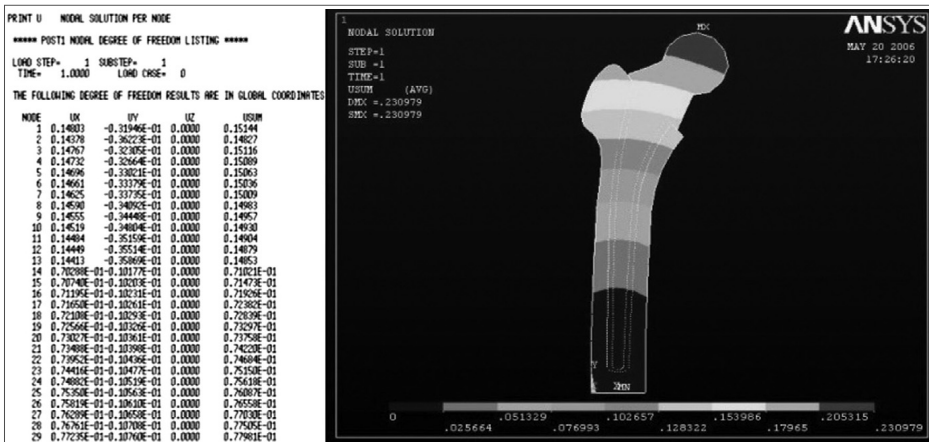 PRINT U NODAL SOLUTION PER NODE
***** POST1 NODAL DEGREE OF FREEDOM LISTING *****
LOAD STEP= 1 SUBSTEP= 1
TIME= 1.0000 LOAD CASE= 0
THE FOLLOWING DEGREE OF FREEDOM RESULTS ARE IN GLOBAL COORDINATES
NODE UX UY UZ USUM
1 0.14803 -0.31946E-01 0.0000 0.15144
2 0.14378 -0.36223E-01 0.0000 0.14827
3 0.14767 -0.32305E-01 0.0000 0.15116
4 0.14732 -0.32664E-01 0.0000 0.15089
5 0.14696 -0.33021E-01 0.0000 0.15063
6 0.14661 -0.33379E-01 0.0000 0.15036
7 0.14625 -0.33735E-01 0.0000 0.15009
8 0.14590 -0.34092E-01 0.0000 0.14983
9 0.14555 -0.34448E-01 0.0000 0.14957
10 0.14519 -0.34804E-01 0.0000 0.14930
11 0.14484 -0.35159E-01 0.0000 0.14904
12 0.14449 -0.35514E-01 0.0000 0.14879
13 0.14413 -0.35869E-01 0.0000 0.14853
14 0.70288E-01-0.10177E-01 0.0000 0.71021E-01
15 0.70740E-01-0.10203E-01 0.0000 0.71473E-01
16 0.71195E-01-0.10231E-01 0.0000 0.71926E-01
17 0.71650E-01-0.10261E-01 0.0000 0.72382E-01
18 0.72108E-01-0.10293E-01 0.0000 0.72839E-01
19 0.72566E-01-0.10326E-01 0.0000 0.73297E-01
20 0.73027E-01-0.10361E-01 0.0000 0.73758E-01
21 0.73488E-01-0.10398E-01 0.0000 0.74220E-01
22 0.73952E-01-0.10436E-01 0.0000 0.74684E-01
23 0.74416E-01-0.10477E-01 0.0000 0.75150E-01
24 0.74882E-01-0.10519E-01 0.0000 0.75618E-01
25 0.75350E-01-0.10563E-01 0.0000 0.76087E-01
26 0.75819E-01-0.10610E-01 0.0000 0.76558E-01
27 0.76289E-01-0.10658E-01 0.0000 0.77030E-01
28 0.76761E-01-0.10708E-01 0.0000 0.77505E-01
29 0.77235E-01-0.10760E-01 0.0000 0.77981E-01
1
NODAL SOLUTION
STEP=1
SUB =1
TIME=1
USUM (AVG)
DMX =.230979
SMX =.230979
MX
ANSYS
MAY 20 2006
17:26:20
Y
MN
0 .051329 .102657 .153986 .205315
.025664 .076993 .128322 .17965 .230979